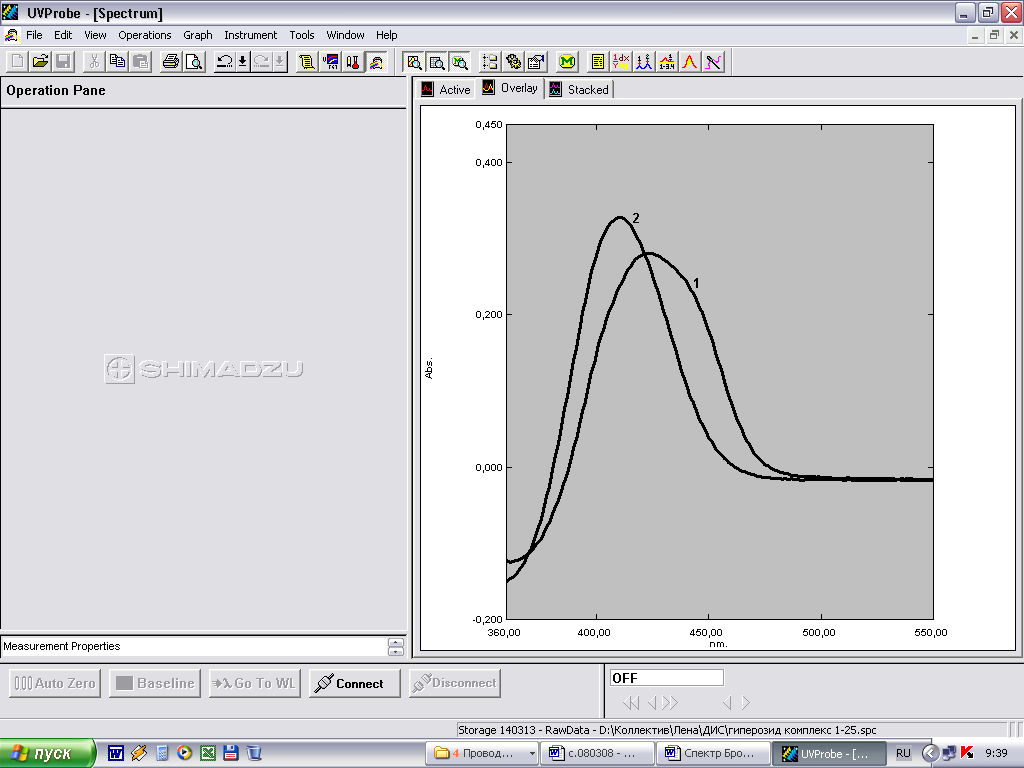 UVProbe - [Spectrum]
File Edit View Operations Graph Instrument Tools Window Help
Operation Pane
Active Overlay Stacked
0,450
0,400
2
1
0,200
Abs.
0,000
-0,200
360,00 400,00 450,00 500,00 550,00
nm.
SHIMADZU
Measurement Properties
Auto Zero Baseline Go To WL Connect Disconnect
OFF
Storage 140313 - RawData - D:\Коллектив\Лена\ДИС\гиперозид комплекс 1-25.spc
пуск
4 Провод... с.080308 - ... Спектр Бро... UVProbe - [... RU 9:39